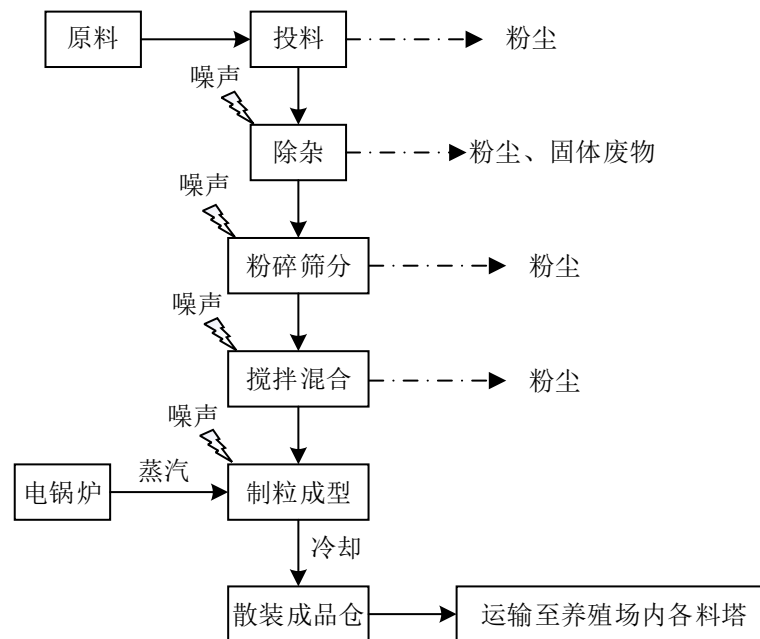 原料
投料
粉尘
噪声
除杂
粉尘、固体废物
噪声
粉碎筛分
粉尘
噪声
搅拌混合
粉尘
噪声
电锅炉
蒸汽
制粒成型
冷却
散装成品仓
运输至养殖场内各料塔